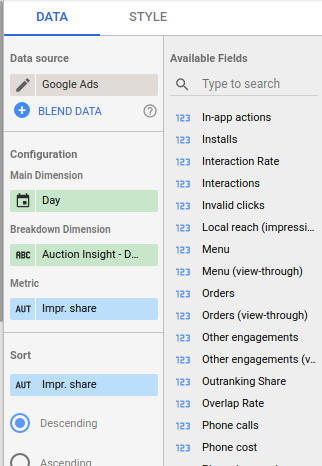 DATA
STYLE
Data source
Google Ads
BLEND DATA
Configuration
Main Dimension
Day
Breakdown Dimension
ABC
Auction Insight - D...
Metric
AUT
Impr. share
Sort
AUT
Impr. share
Descending
Ascending
Available Fields
Type to search
123 In-app actions
123 Installs
123 Interaction Rate
123 Interactions
123 Invalid clicks
123 Local reach (impressi...
123 Menu
123 Menu (view-through)
123 Orders
123 Orders (view-through)
123 Other engagements
123 Other engagements (v...
123 Outranking Share
123 Overlap Rate
123 Phone calls
123 Phone cost